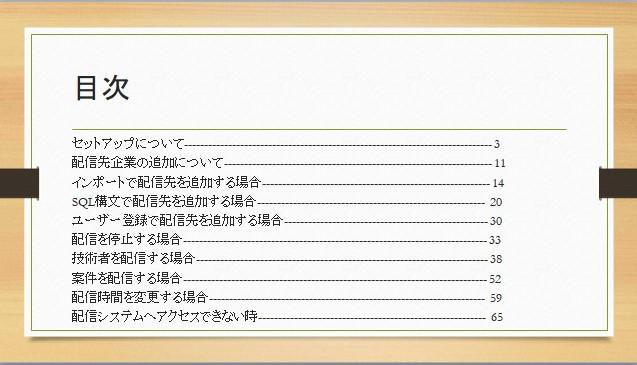 目次
セットアップについて-------------------------------------------------------------------------------- 3
配信先企業の追加について---------------------------------------------------------------------- 11
インポートで配信先を追加する場合------------------------------------------------------------ 14
SQL構文で配信先を追加する場合------------------------------------------------------------ 20
ユーザー登録で配信先を追加する場合----------------------------------------------------- 30
配信を停止する場合-------------------------------------------------------------------------------- 33
技術者を配信する場合---------------------------------------------------------------------------- 38
案件を配信する場合-------------------------------------------------------------------------------- 52
配信時間を変更する場合------------------------------------------------------------------------ 59
配信システムへアクセスできない時------------------------------------------------------------ 65